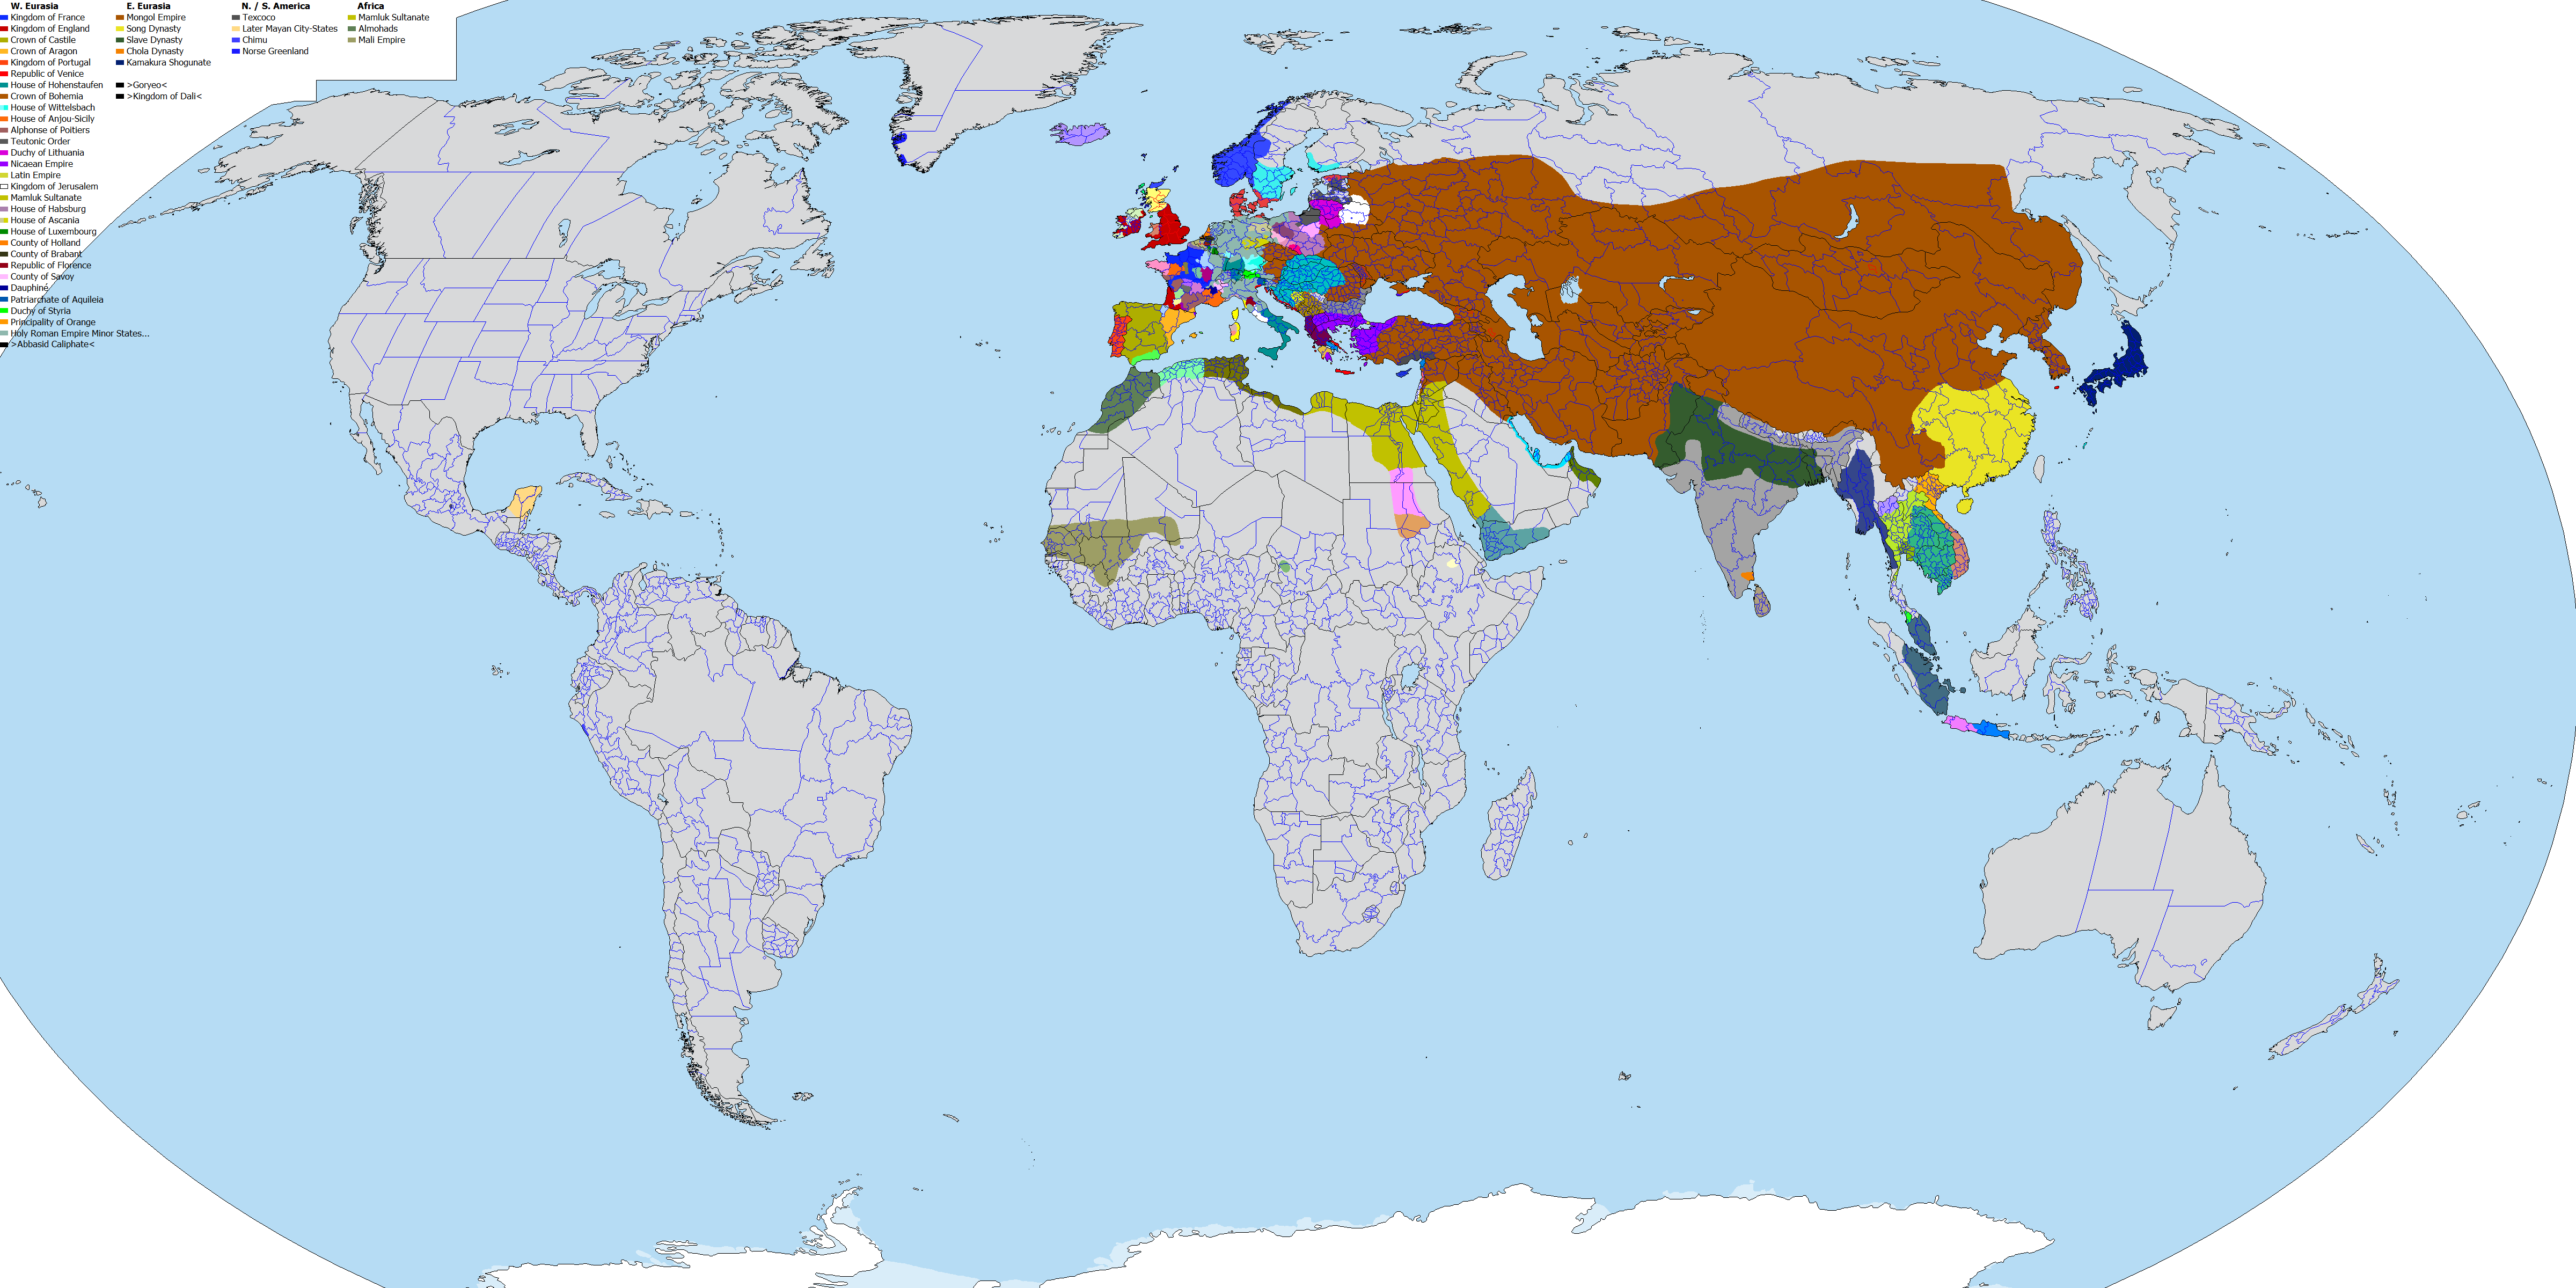 W. Eurasia
Kingdom of France
Kingdom of England
Crown of Castile
Crown of Aragon
Kingdom of Portugal
Republic of Venice
House of Hohenstaufen
Crown of Bohemia
House of Wittelsbach
House of Anjou-Sicily
Alphonse of Poitiers
Teutonic Order
Duchy of Lithuania
Nicaean Empire
Latin Empire
Kingdom of Jerusalem
Mamluk Sultanate
House of Habsburg
House of Ascania
House of Luxembourg
County of Holland
County of Brabant
Republic of Florence
County of Savoy
Dauphiné
Patriarchate of Aquileia
Duchy of Styria
Principality of Orange
Holy Roman Empire Minor States...
>Abbasid Caliphate<
E. Eurasia
Mongol Empire
Song Dynasty
Slave Dynasty
Chola Dynasty
Kamakura Shogunate
>Goryeo<
>Kingdom of Dali<
N. / S. America
Texcoco
Later Mayan City-States
Chimu
Norse Greenland
Africa
Mamluk Sultanate
Almohads
Mali Empire